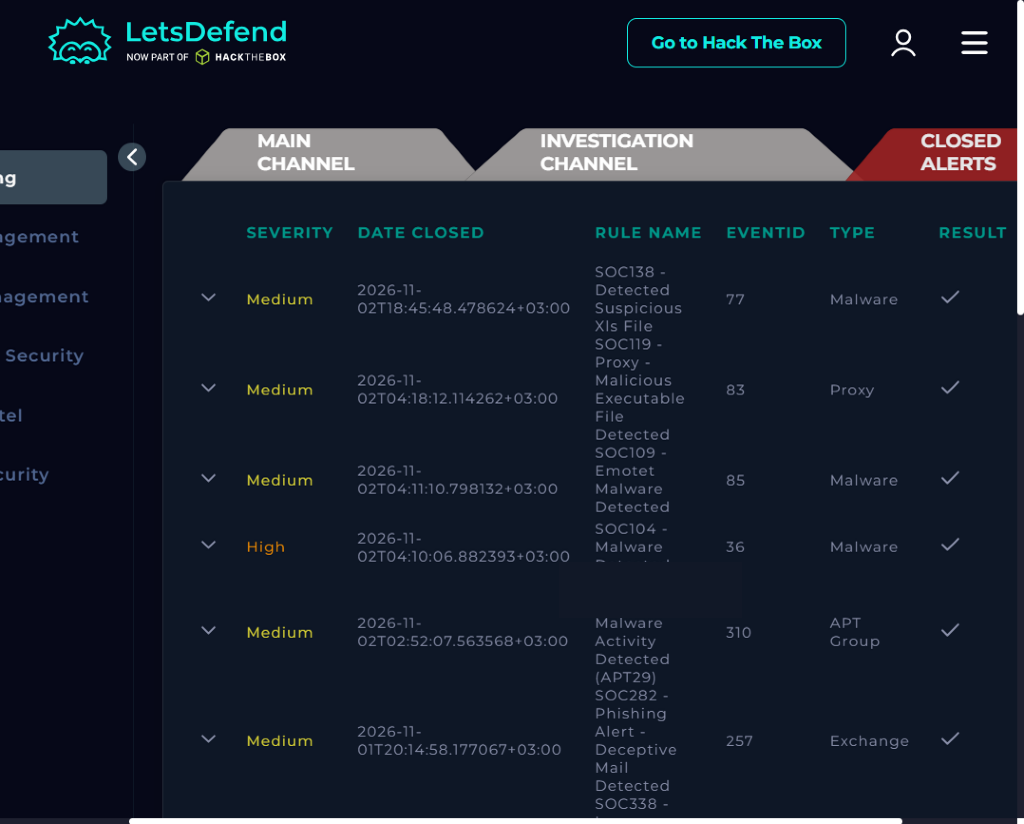 LetsDefend
NOW PART OF HACKTHEBOX
Go to Hack The Box
MAIN
CHANNEL
INVESTIGATION
CHANNEL
CLOSED
ALERTS
ng
agement
nagement
Security
tel
curity
SEVERITY DATE CLOSED RULE NAME EVENTID TYPE RESULT
Medium
2026-11-
02T18:45:48.478624+03:00
SOC138 -
Detected
Suspicious
Xls File
77
Malware
Medium
2026-11-
02T04:18:12.114262+03:00
SOC119 -
Proxy -
Malicious
Executable
File
Detected
83
Proxy
Medium
2026-11-
02T04:11:10.798132+03:00
SOC109 -
Emotet
Malware
Detected
85
Malware
High
2026-11-
02T04:10:06.882393+03:00
SOC104 -
Malware
36
Malware
Medium
2026-11-
02T02:52:07.563568+03:00
Malware
Activity
Detected
(APT29)
310
APT
Group
Medium
2026-11-
01T20:14:58.177067+03:00
SOC282 -
Phishing
Alert -
Deceptive
Mail
Detected
257
Exchange
SOC338 -